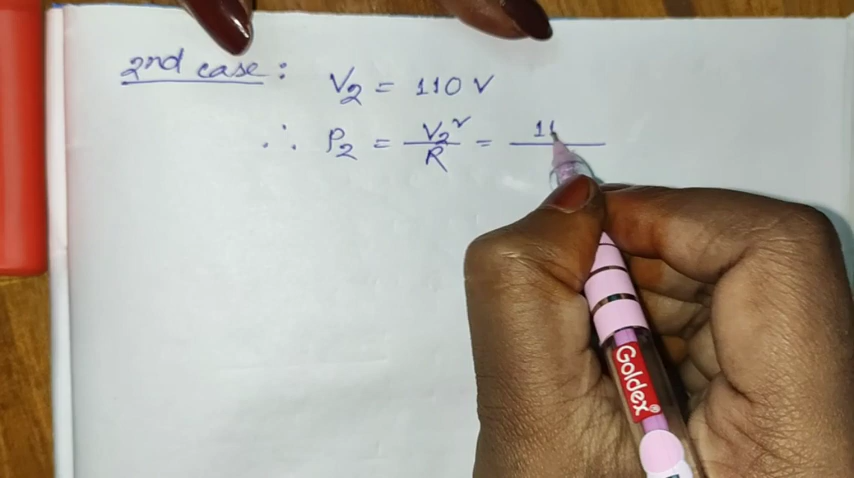 2nd case : V₂ = 110 V
∴ P₂ = V₂² / R = 11
Goldex®